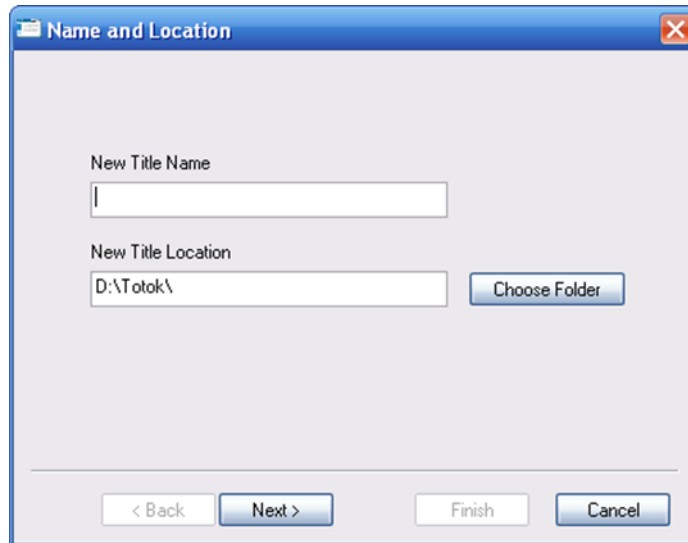 Name and Location
New Title Name
New Title Location
D:\Totok\
Choose Folder
< Back
Next >
Finish
Cancel